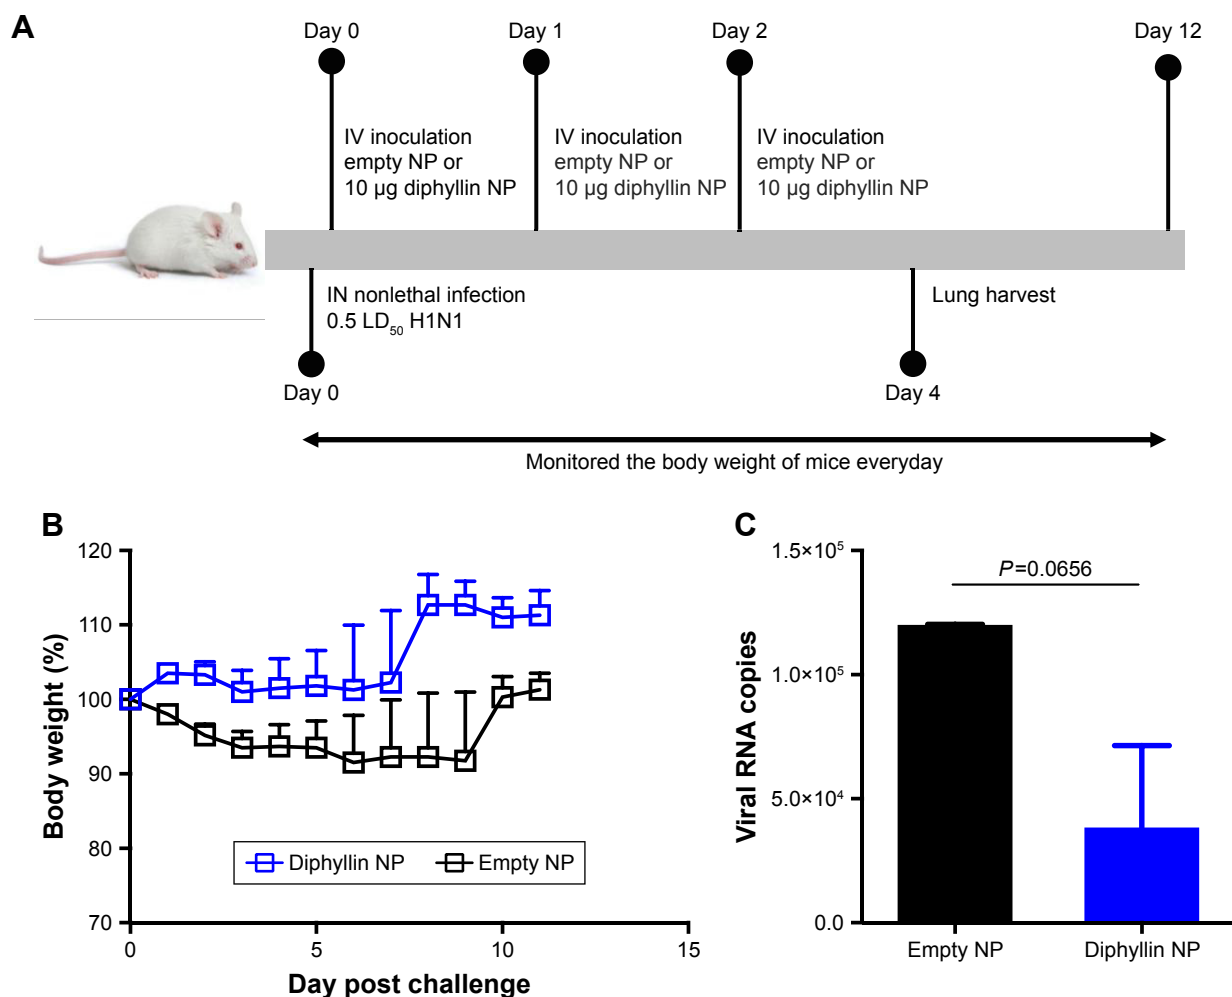 A
Day 0
Day 1
Day 2
Day 12
IV inoculation
empty NP or
10 µg diphyllin NP
IV inoculation
empty NP or
10 µg diphyllin NP
IV inoculation
empty NP or
10 µg diphyllin NP
IN nonlethal infection
0.5 LD₅₀ H1N1
Lung harvest
Day 0
Day 4
Monitored the body weight of mice everyday
B
Body weight (%)
120
110
100
90
80
70
0
5
10
15
Day post challenge
Diphyllin NP
Empty NP
C
Viral RNA copies
1.5×10⁵
1.0×10⁵
5.0×10⁴
0.0
P=0.0656
Empty NP
Diphyllin NP